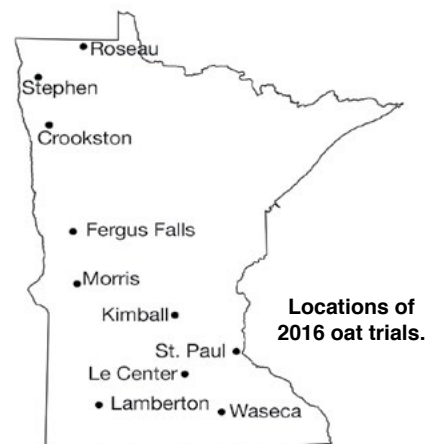 Roseau
Stephen
Crookston
Fergus Falls
Morris
Kimball
Locations of
2016 oat trials.
St. Paul
Le Center
Lamberton
Waseca